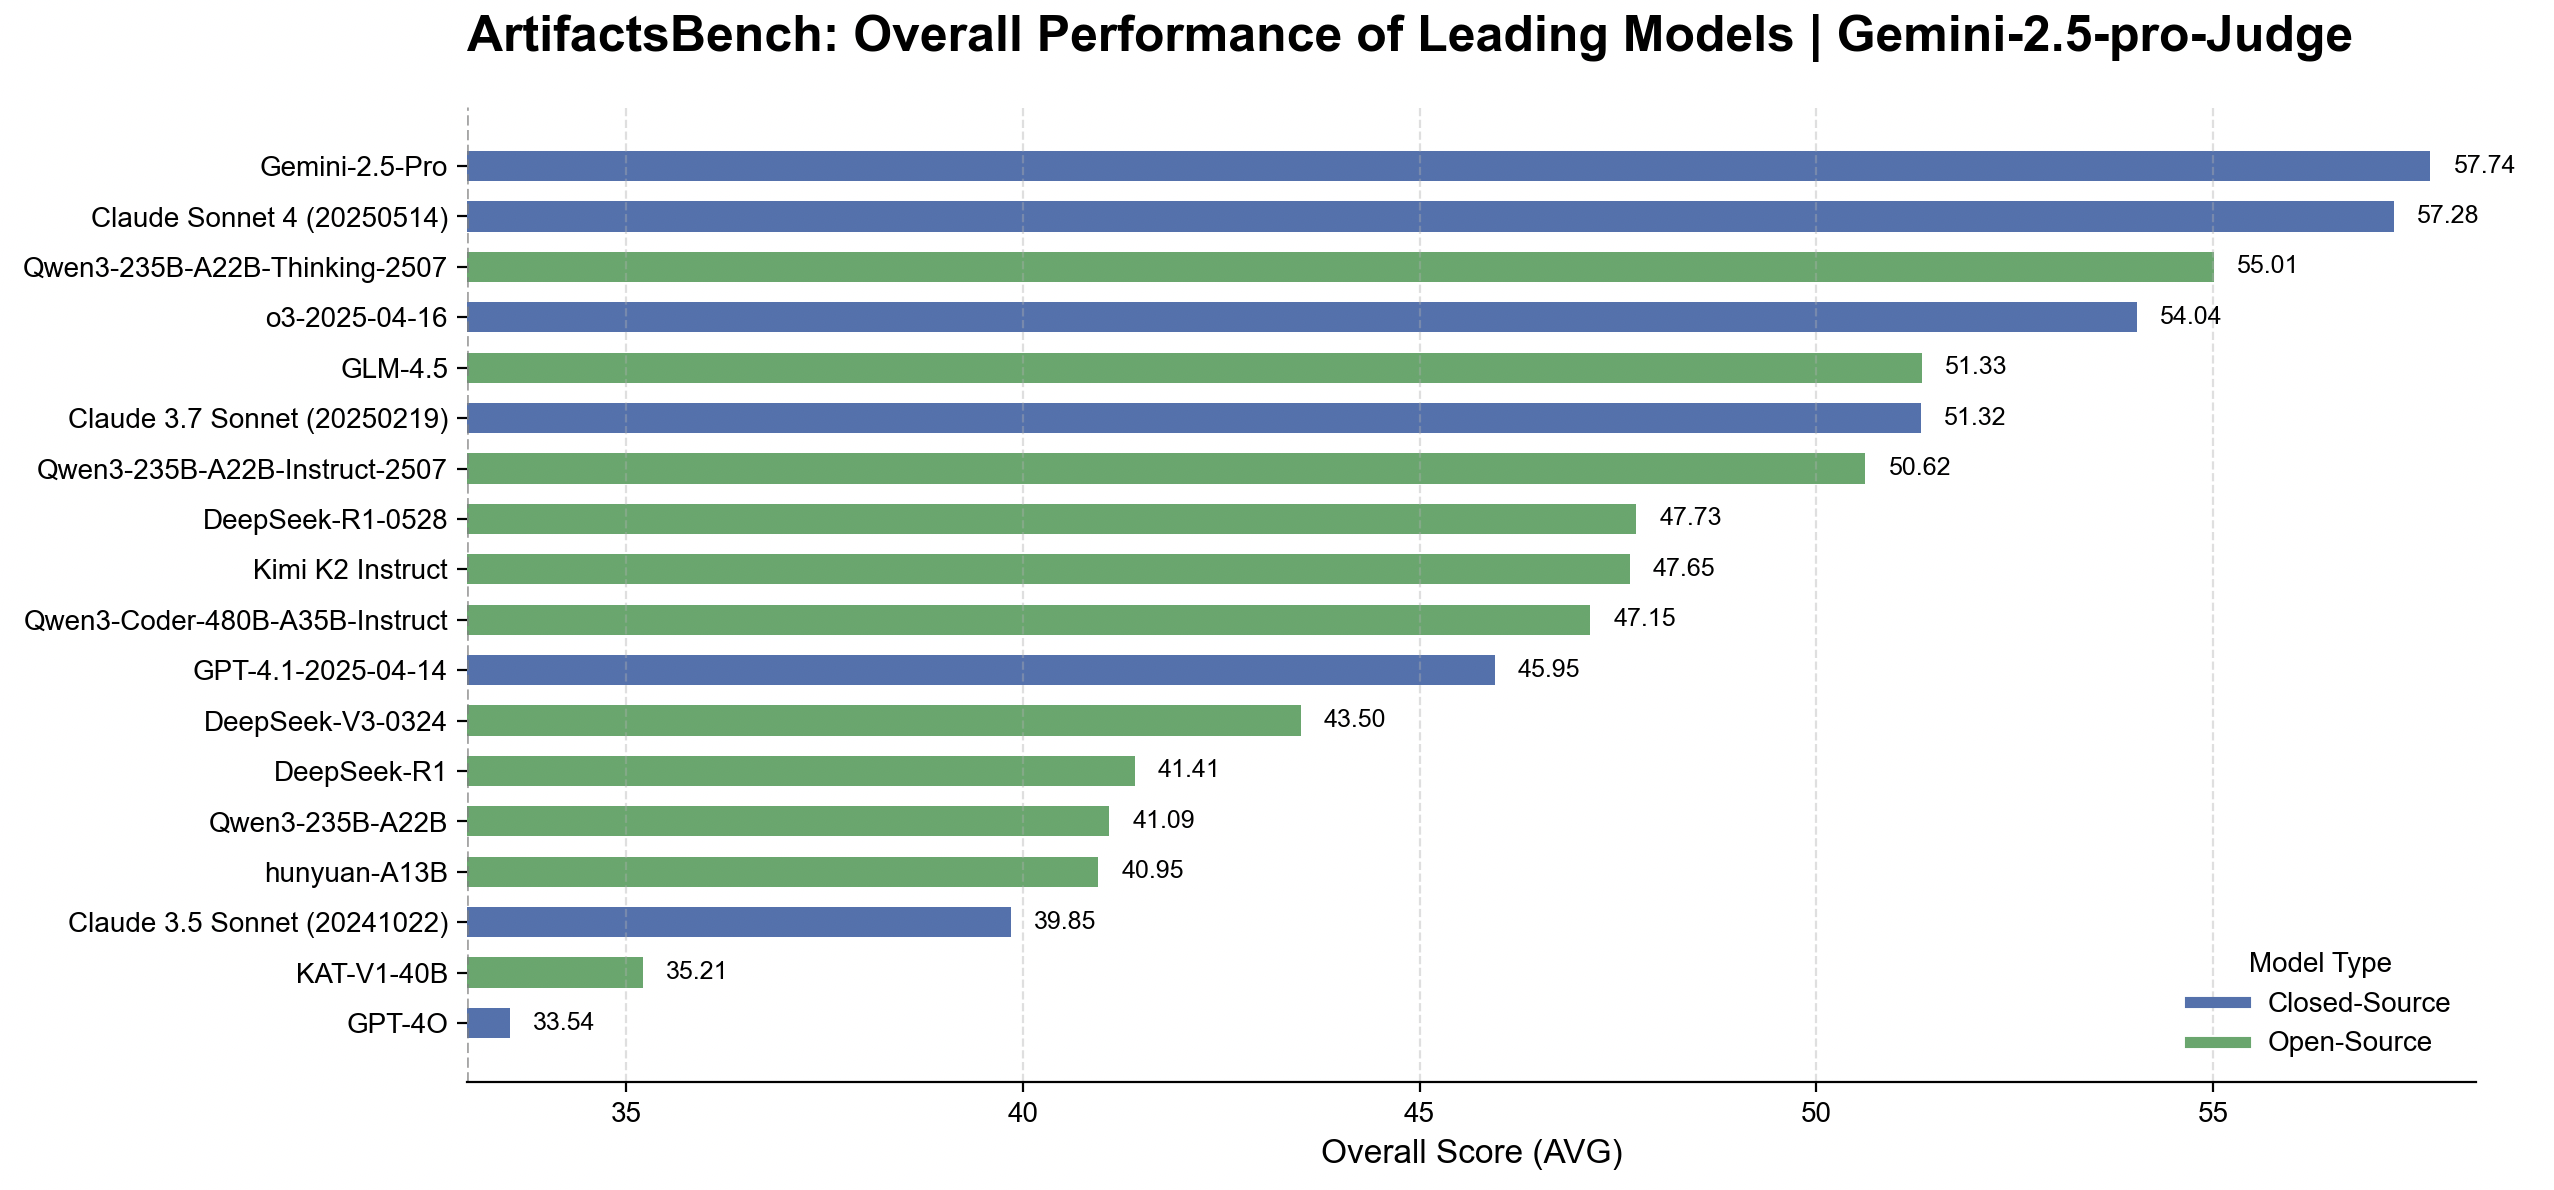 ArtifactsBench: Overall Performance of Leading Models | Gemini-2.5-pro-Judge
Gemini-2.5-Pro 57.74
Claude Sonnet 4 (20250514) 57.28
Qwen3-235B-A22B-Thinking-2507 55.01
o3-2025-04-16 54.04
GLM-4.5 51.33
Claude 3.7 Sonnet (20250219) 51.32
Qwen3-235B-A22B-Instruct-2507 50.62
DeepSeek-R1-0528 47.73
Kimi K2 Instruct 47.65
Qwen3-Coder-480B-A35B-Instruct 47.15
GPT-4.1-2025-04-14 45.95
DeepSeek-V3-0324 43.50
DeepSeek-R1 41.41
Qwen3-235B-A22B 41.09
hunyuan-A13B 40.95
Claude 3.5 Sonnet (20241022) 39.85
KAT-V1-40B 35.21
GPT-4O 33.54
Model Type
Closed-Source
Open-Source
35 40 45 50 55
Overall Score (AVG)